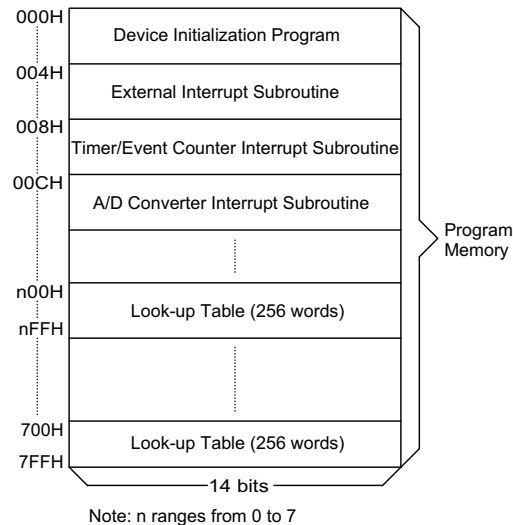 000H
Device Initialization Program
004H
External Interrupt Subroutine
008H
Timer/Event Counter Interrupt Subroutine
00CH
A/D Converter Interrupt Subroutine
Program
Memory
n00H
Look-up Table (256 words)
nFFH
700H
Look-up Table (256 words)
7FFH
14 bits
Note: n ranges from 0 to 7